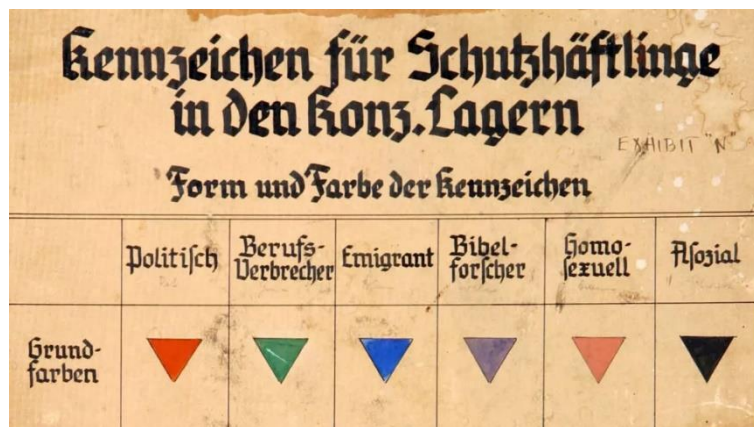 Kennzeichen für Schutzhäftlinge
in den Konz.Lagern
EXHIBIT "N"
Form und Farbe der Kennzeichen
Politisch
Berufs-
Verbrecher
Emigrant
Bibel-
forscher
Homo-
sexuell
Asozial
Grund-
farben